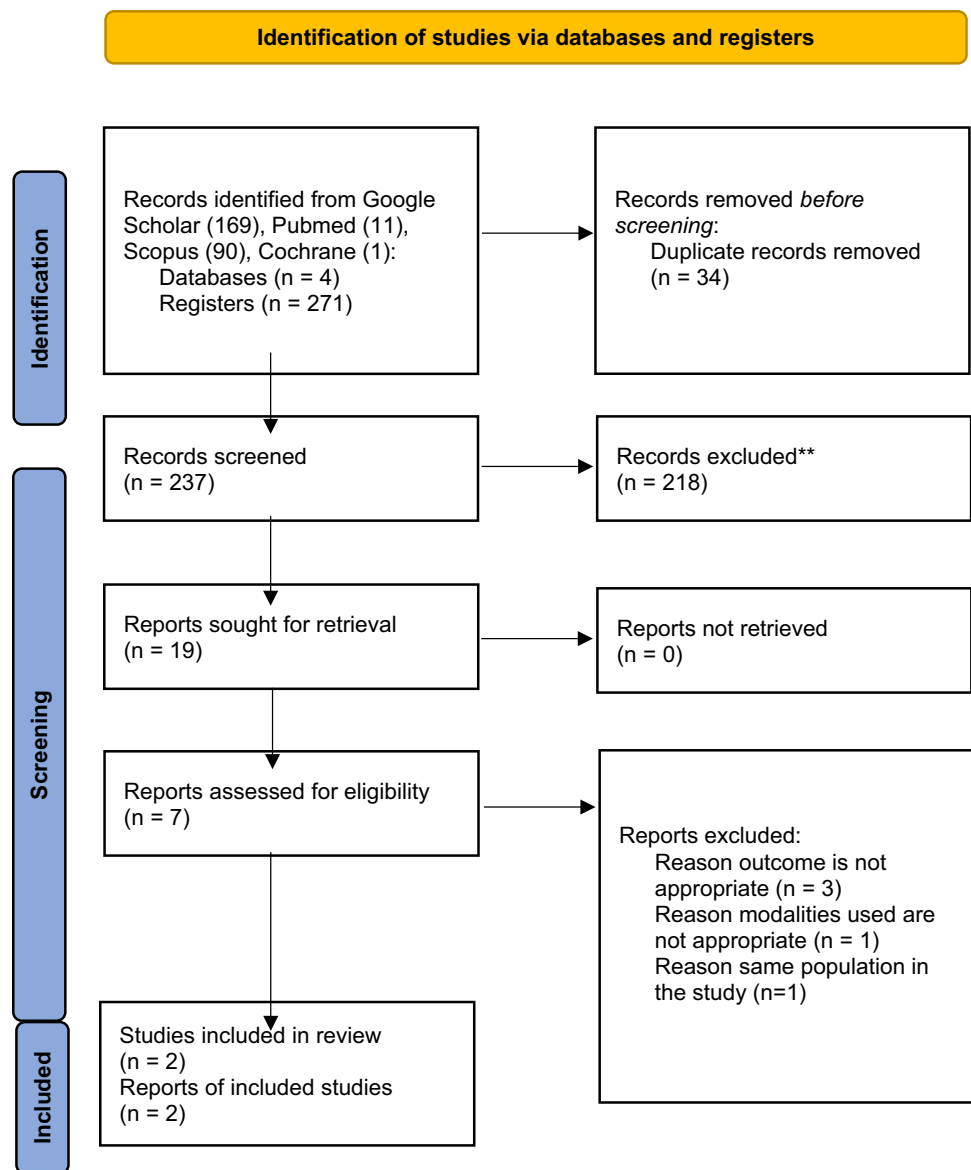 Identification of studies via databases and registers
Identification
Records identified from Google
Scholar (169), Pubmed (11),
Scopus (90), Cochrane (1):
Databases (n = 4)
Registers (n = 271)
Records removed before
screening:
Duplicate records removed
(n = 34)
Records screened
(n = 237)
Records excluded**
(n = 218)
Screening
Reports sought for retrieval
(n = 19)
Reports not retrieved
(n = 0)
Reports assessed for eligibility
(n = 7)
Reports excluded:
Reason outcome is not
appropriate (n = 3)
Reason modalities used are
not appropriate (n = 1)
Reason same population in
the study (n=1)
Included
Studies included in review
(n = 2)
Reports of included studies
(n = 2)